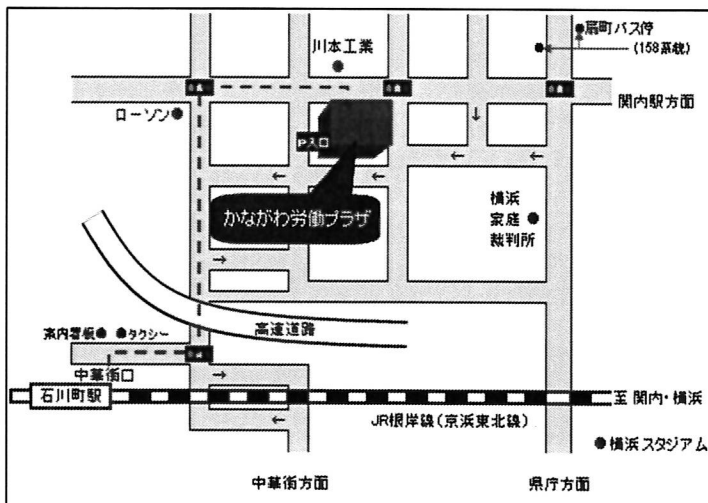 扇町バス停
(158系統)
川本工業
関内駅方面
ローソン
P入口
かながわ労働プラザ
横浜
家庭
裁判所
高速道路
案内看板
タクシー
中華街口
石川町駅
至 関内・横浜
JR根岸線(京浜東北線)
横浜スタジアム
中華街方面
県庁方面